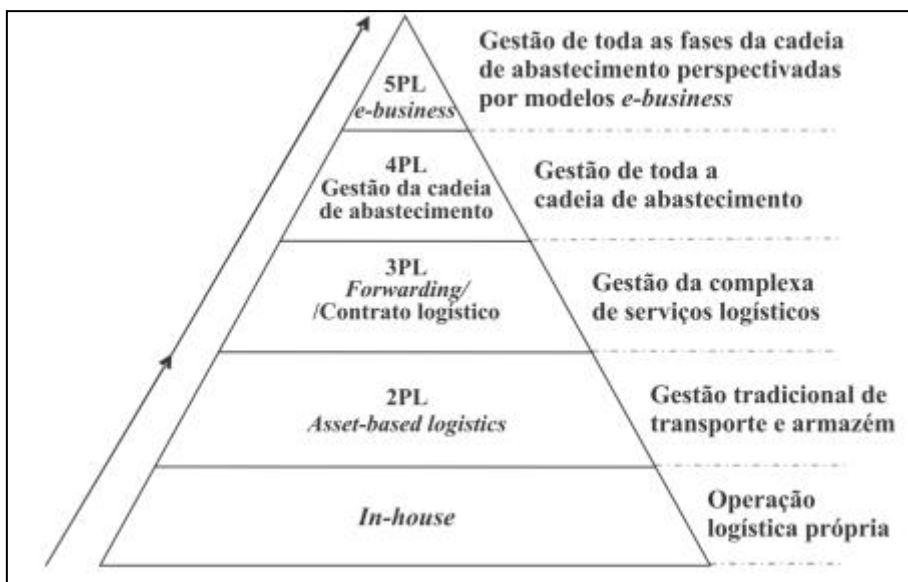 Gestão de toda as fases da cadeia
de abastecimento perspectivadas
por modelos e-business
5PL
e-business
4PL
Gestão da cadeia
de abastecimento
Gestão de toda a
cadeia de abastecimento
3PL
Forwarding/
/Contrato logístico
Gestão da complexa
de serviços logísticos
2PL
Asset-based logistics
Gestão tradicional de
transporte e armazém
In-house
Operação
logística própria